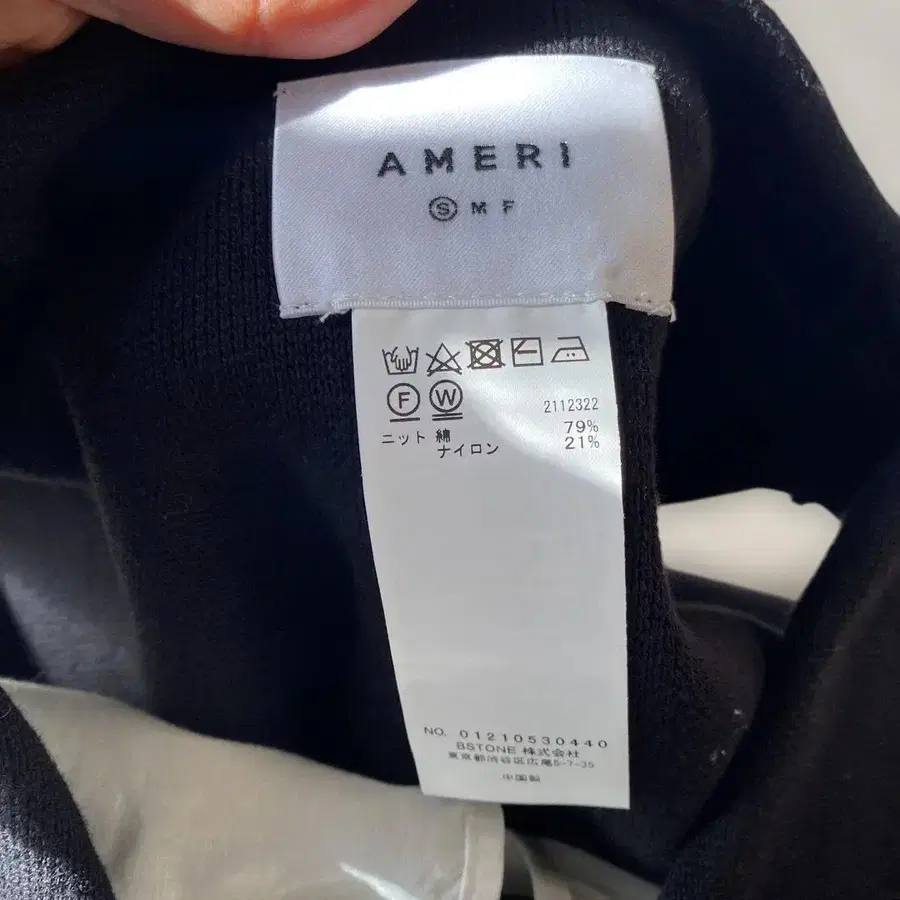 AMERI
S M F
F W
2112322
ニット 綿 79%
ナイロン 21%
NO. 01210530440
BSTONE 株式会社
東京都渋谷区広尾5-7-35
中国製